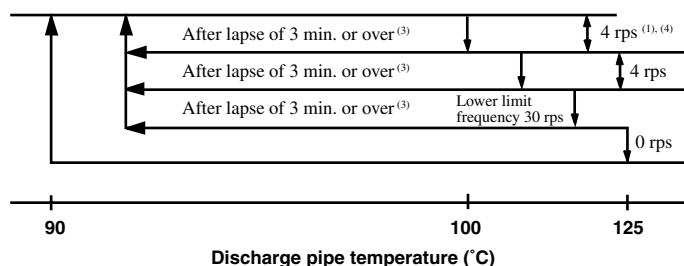 After lapse of 3 min. or over (3)
4 rps (1), (4)
After lapse of 3 min. or over (3)
4 rps
After lapse of 3 min. or over (3)
Lower limit
frequency 30 rps
0 rps
90
100
125
Discharge pipe temperature (˚C)